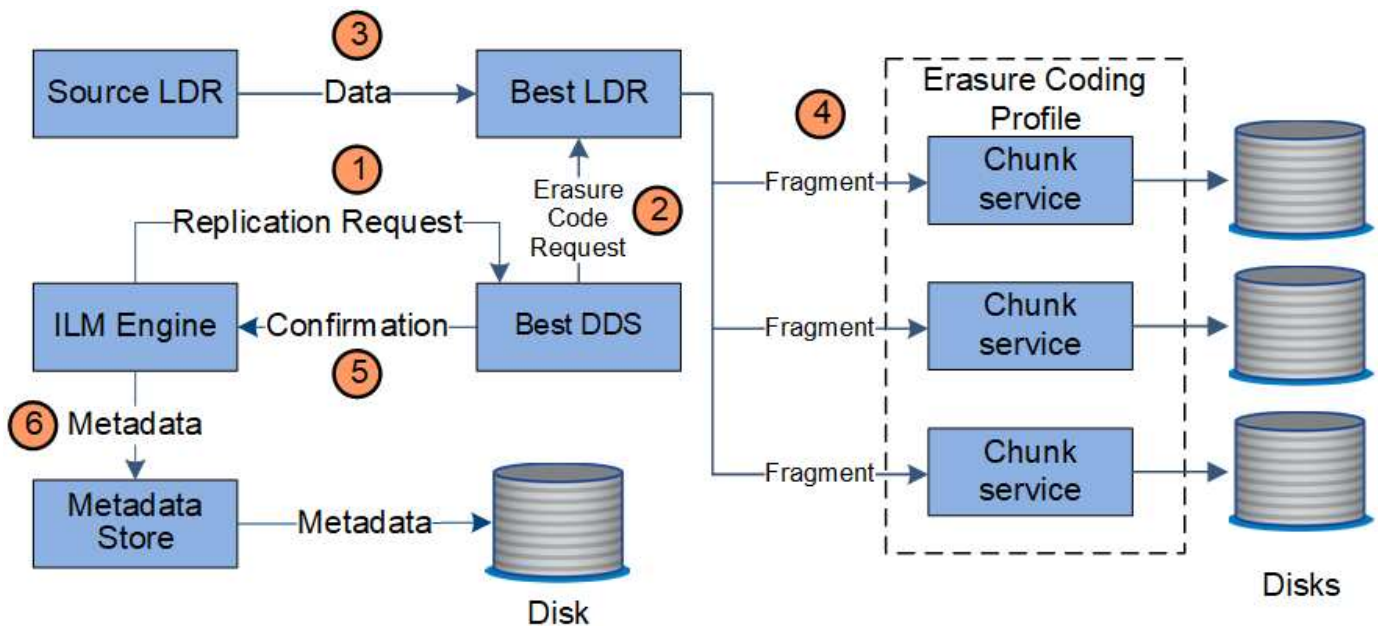 3
Source LDR
Data
Best LDR
Erasure Coding
Profile
4
Chunk
service
Fragment
1
Replication Request
Erasure
Code
Request
2
ILM Engine
Confirmation
Best DDS
5
Fragment
Chunk
service
6
Metadata
Metadata
Store
Metadata
Disk
Fragment
Chunk
service
Disks